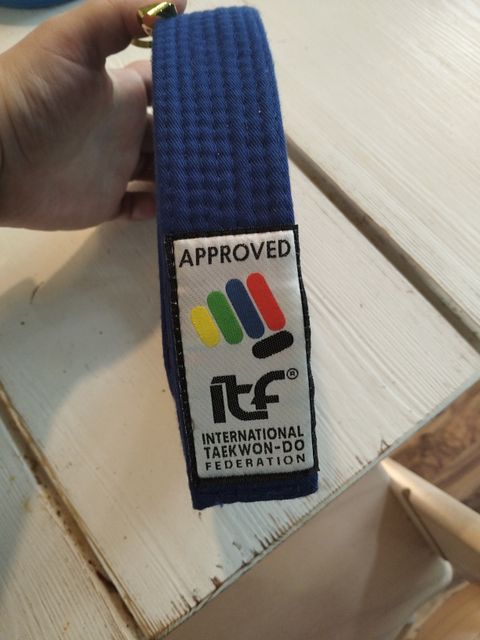 APPROVED
itf®
INTERNATIONAL
TAEKWON-DO
FEDERATION